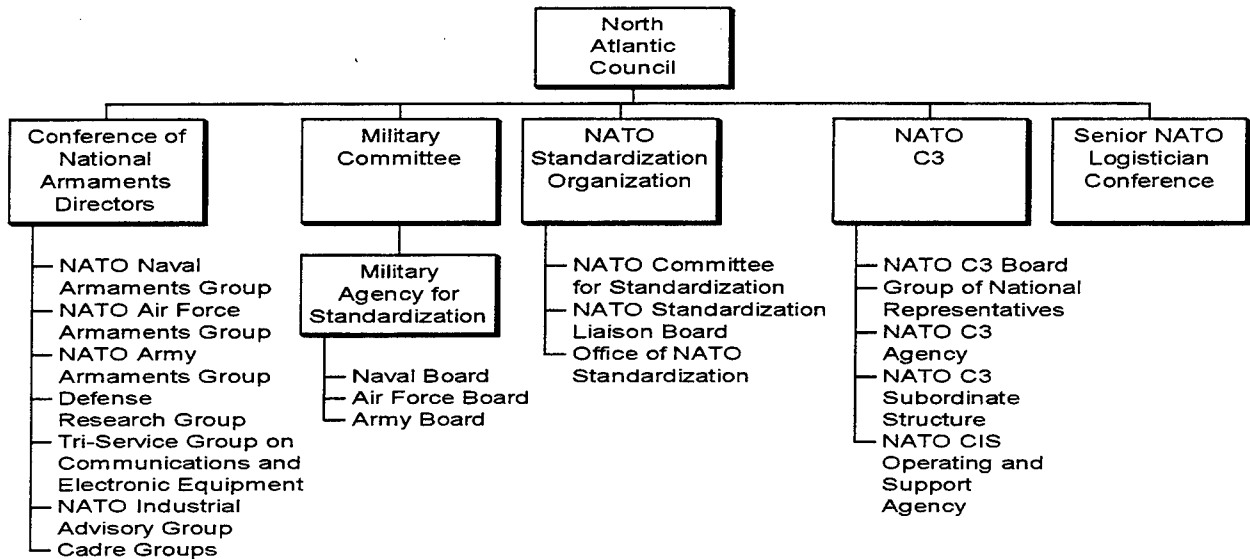 North
Atlantic
Council
Conference of
National
Armaments
Directors
Military
Committee
NATO
Standardization
Organization
NATO
C3
Senior NATO
Logistician
Conference
NATO Naval
Armaments Group
NATO Air Force
Armaments Group
NATO Army
Armaments Group
Defense
Research Group
Tri-Service Group on
Communications and
Electronic Equipment
NATO Industrial
Advisory Group
Cadre Groups
Military
Agency for
Standardization
Naval Board
Air Force Board
Army Board
NATO Committee
for Standardization
NATO Standardization
Liaison Board
Office of NATO
Standardization
NATO C3 Board
Group of National
Representatives
NATO C3
Agency
NATO C3
Subordinate
Structure
NATO CIS
Operating and
Support
Agency